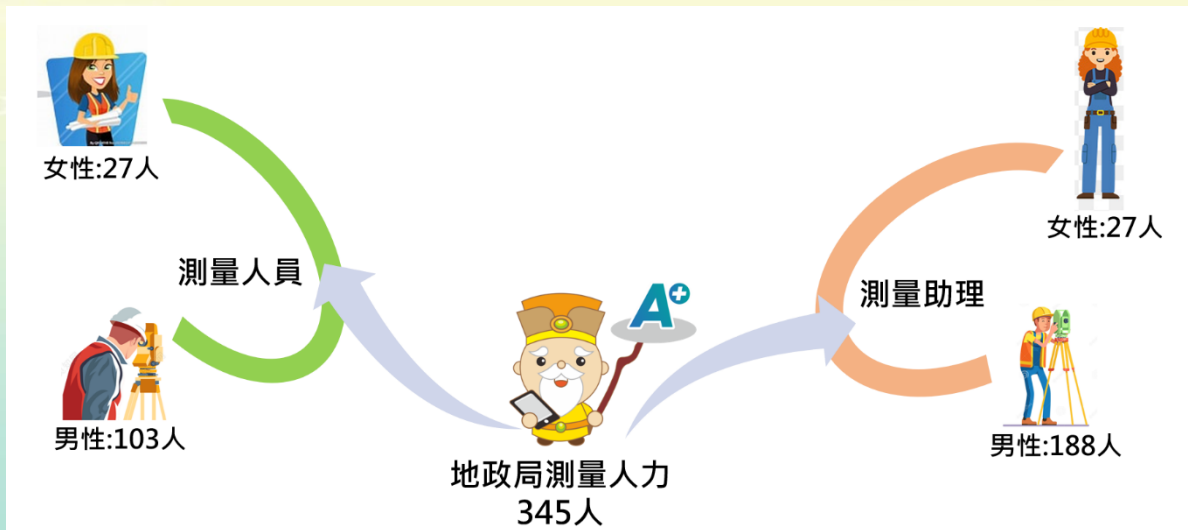 女性:27人
測量人員
男性:103人
A+
地政局測量人力
345人
女性:27人
測量助理
男性:188人